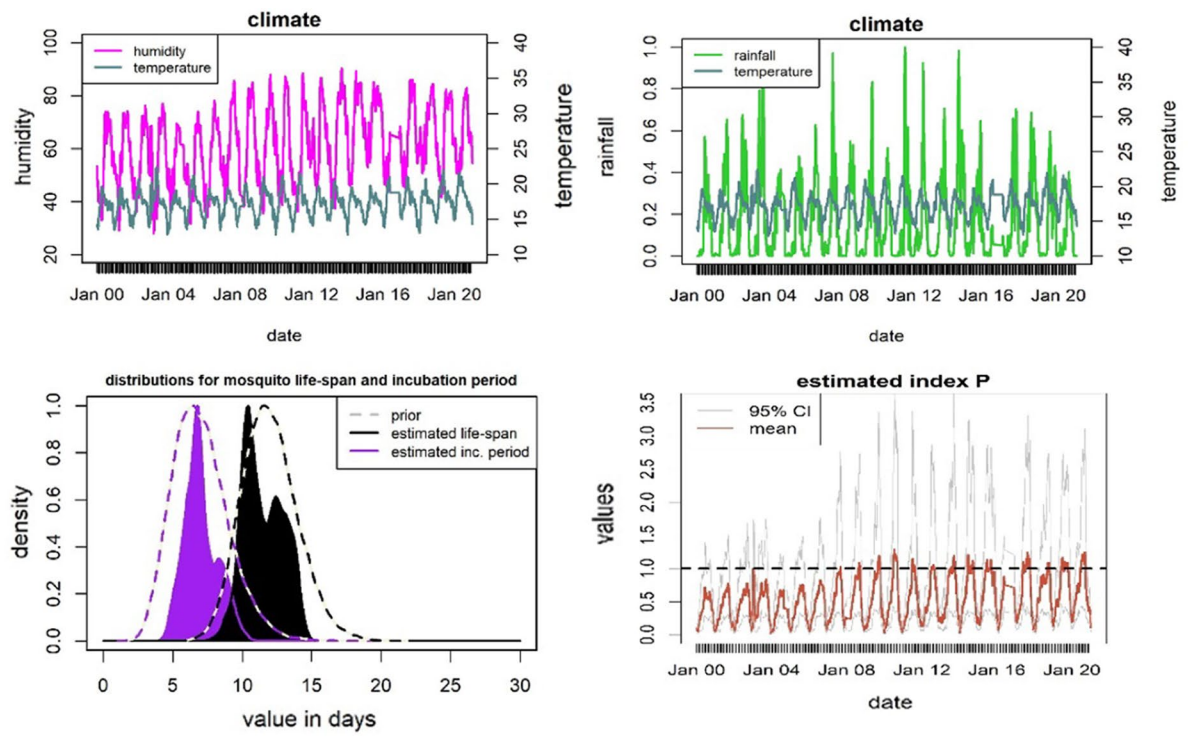 climate
humidity
temperature
100
80
60
40
20
humidity
40
35
30
25
20
15
10
temperature
Jan 00 Jan 04 Jan 08 Jan 12 Jan 16 Jan 20
date
climate
rainfall
temperature
1.0
0.8
0.6
0.4
0.2
0.0
rainfall
40
35
30
25
20
15
10
temperature
Jan 00 Jan 04 Jan 08 Jan 12 Jan 16 Jan 20
date
distributions for mosquito life-span and incubation period
prior
estimated life-span
estimated inc. period
1.0
0.8
0.6
0.4
0.2
0.0
density
0 5 10 15 20 25 30
value in days
estimated index P
95% CI
mean
3.5
3.0
2.5
2.0
1.5
1.0
0.5
0.0
values
Jan 00 Jan 04 Jan 08 Jan 12 Jan 16 Jan 20
date